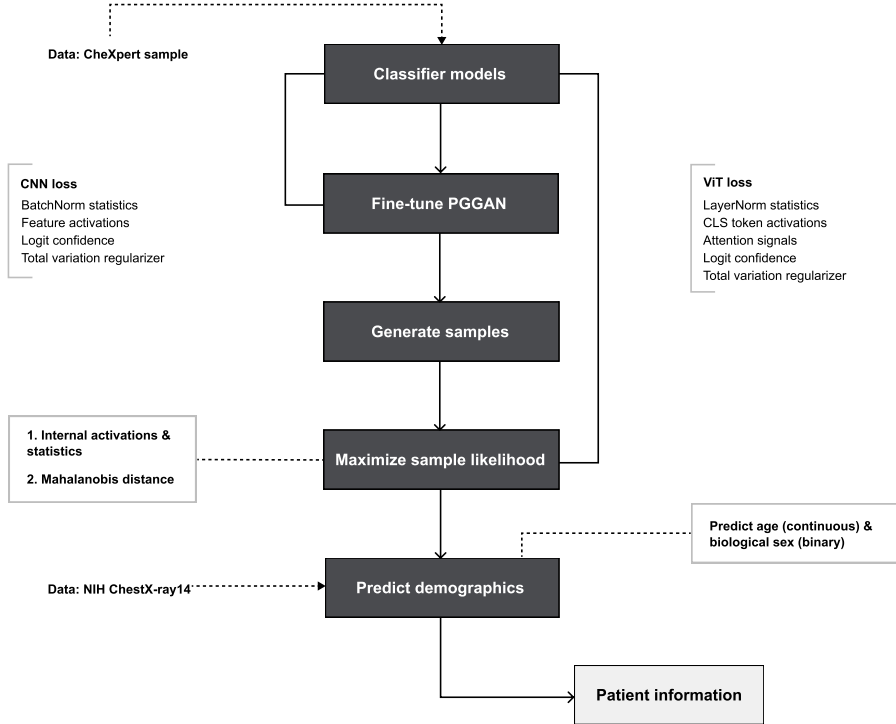 Data: CheXpert sample
Classifier models
CNN loss
BatchNorm statistics
Feature activations
Logit confidence
Total variation regularizer
Fine-tune PGGAN
ViT loss
LayerNorm statistics
CLS token activations
Attention signals
Logit confidence
Total variation regularizer
Generate samples
1. Internal activations &
statistics
2. Mahalanobis distance
Maximize sample likelihood
Predict age (continuous) &
biological sex (binary)
Data: NIH ChestX-ray14
Predict demographics
Patient information